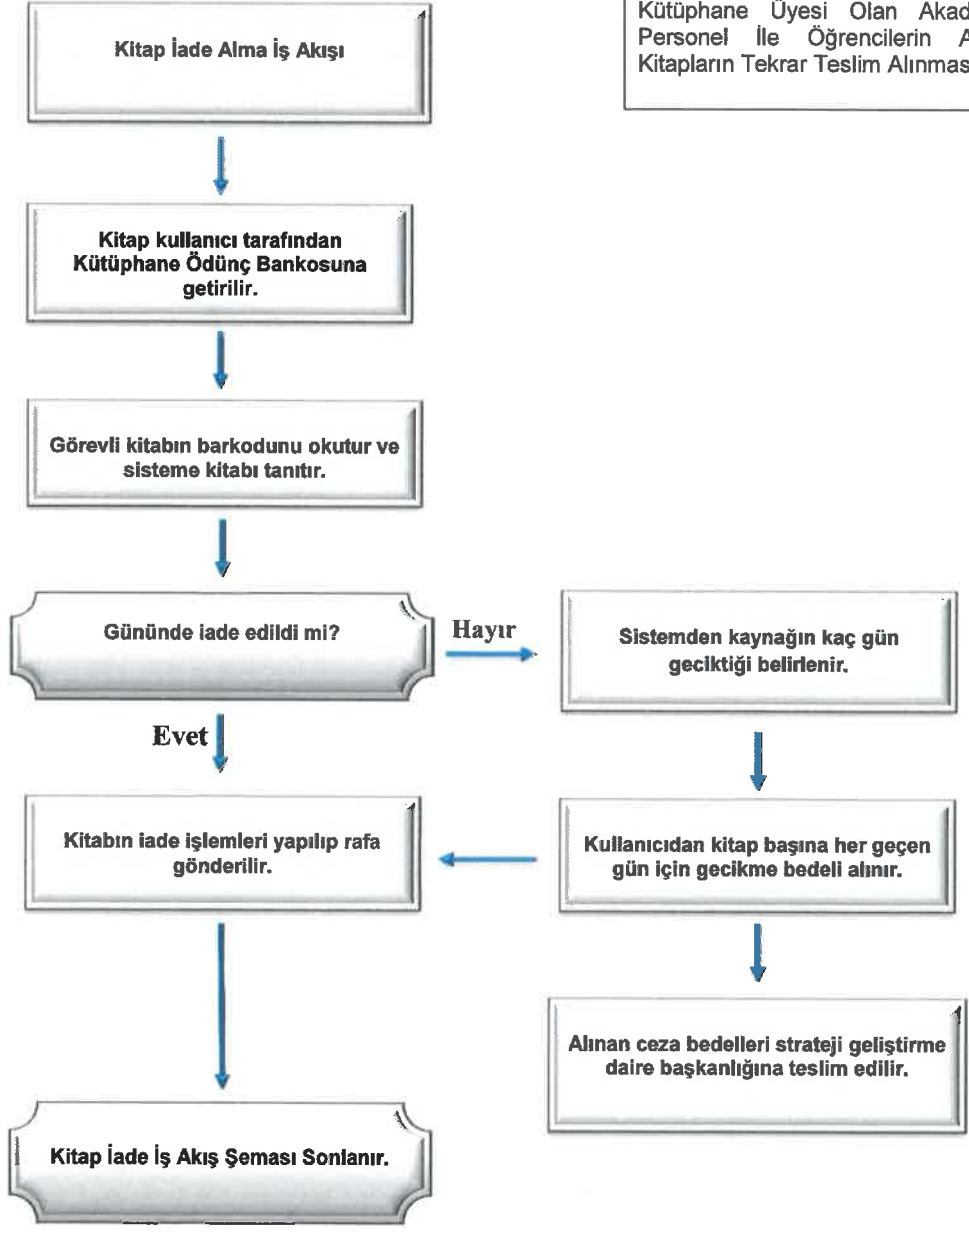 Kütüphane Üyesi Olan
Personel İle Öğrencilerin
Kitapların Tekrar Teslim
Kitap İade Alma İş Akışı
Kitap kullanıcı tarafından
Kütüphane Ödünç Bankosuna
getirilir.
Görevli kitabın barkodunu okutur ve
sisteme kitabı tanıtır.
Gününde iade edildi mi?
Hayır
Sistemden kaynağın kaç gün
geciktiği belirlenir.
Evet
Kitabın iade işlemleri yapılıp rafa
gönderilir.
Kullanıcıdan kitap başına her geçen
gün için gecikme bedeli alınır.
Alınan ceza bedelleri strateji geliştirme
daire başkanlığına teslim edilir.
Kitap İade İş Akış Şeması Sonlanır.